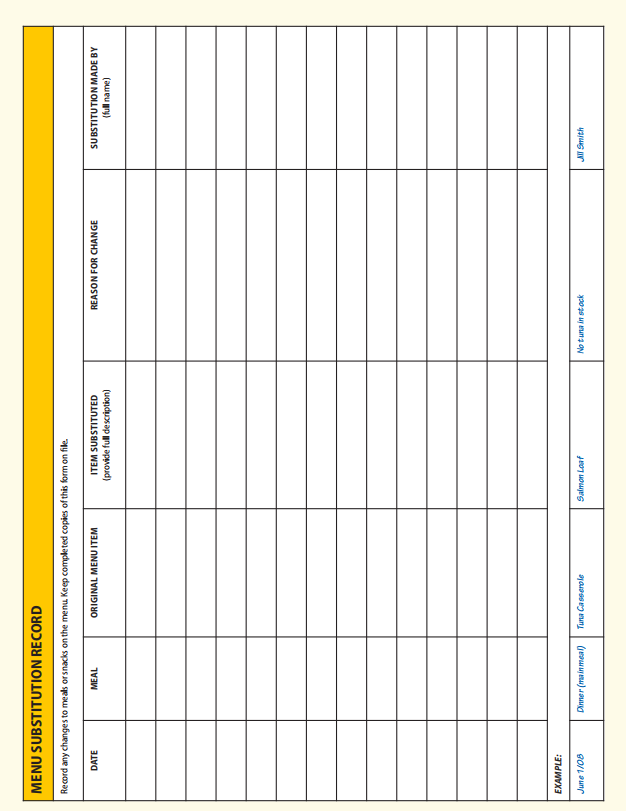 MENU SUBSTITUTION RECORD
Record any changes to meals or snacks on the menu. Keep completed copies of this form on file.
DATE MEAL ORIGINAL MENU ITEM ITEM SUBSTITUTED REASON FOR CHANGE SUBSTITUTION MADE BY
(provide full description) (full name)
EXAMPLE:
June 1/08 Dinner (main meal) Tuna Casserole Salmon Loaf No tuna in stock Jill Smith